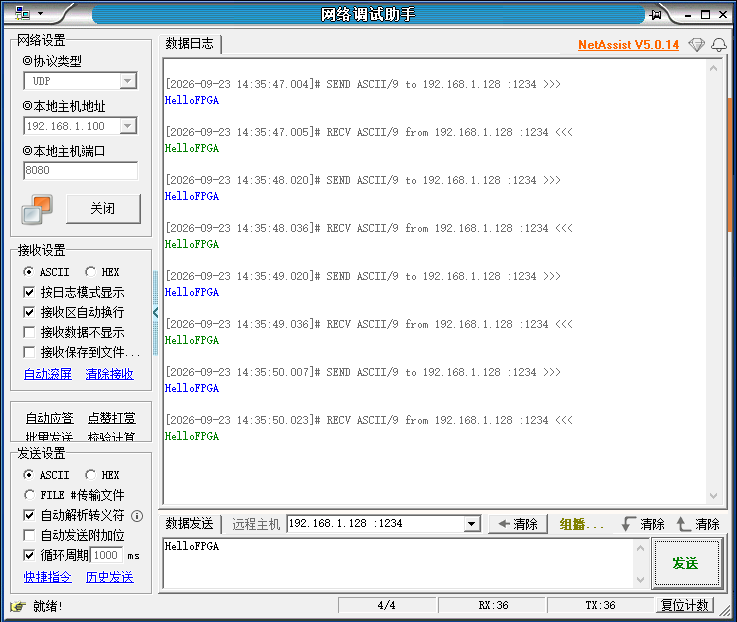 网络调试助手
网络设置
协议类型
UDP
本地主机地址
192.168.1.100
本地主机端口
8080
关闭
接收设置
ASCII HEX
按日志模式显示
接收区自动换行
接收数据不显示
接收保存到文件...
自动滚屏 清除接收
自动应答 点赞打赏
批量发送 校验计算
发送设置
ASCII HEX
FILE #传输文件
自动解析转义符
自动发送附加位
循环周期 1000 ms
快捷指令 历史发送
数据日志
NetAssist V5.0.14
[2026-09-23 14:35:47.004]# SEND ASCII/9 to 192.168.1.128 :1234 >>>
HelloFPGA
[2026-09-23 14:35:47.005]# RECV ASCII/9 from 192.168.1.128 :1234 <<<
HelloFPGA
[2026-09-23 14:35:48.020]# SEND ASCII/9 to 192.168.1.128 :1234 >>>
HelloFPGA
[2026-09-23 14:35:48.036]# RECV ASCII/9 from 192.168.1.128 :1234 <<<
HelloFPGA
[2026-09-23 14:35:49.020]# SEND ASCII/9 to 192.168.1.128 :1234 >>>
HelloFPGA
[2026-09-23 14:35:49.036]# RECV ASCII/9 from 192.168.1.128 :1234 <<<
HelloFPGA
[2026-09-23 14:35:50.007]# SEND ASCII/9 to 192.168.1.128 :1234 >>>
HelloFPGA
[2026-09-23 14:35:50.023]# RECV ASCII/9 from 192.168.1.128 :1234 <<<
HelloFPGA
数据发送 远程主机 192.168.1.128 :1234 清除 组播... 清除 清除
HelloFPGA
发送
就绪! 4/4 RX:36 TX:36 复位计数